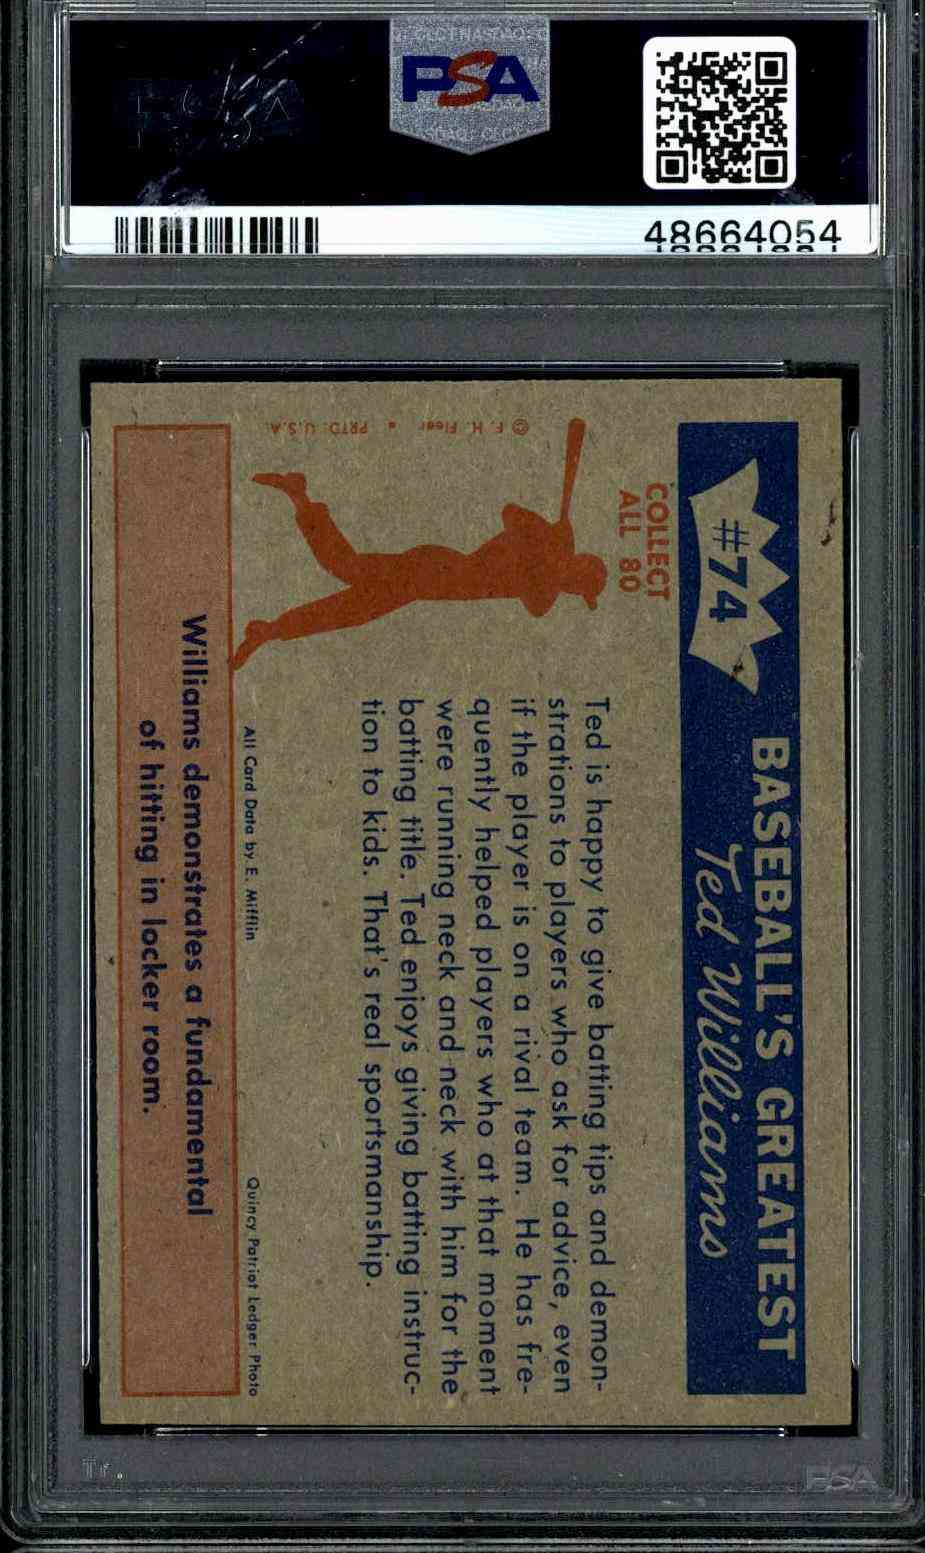 PSA
48664054
#74
BASEBALL'S GREATEST
Ted Williams
COLLECT
ALL 80
Ted is happy to give batting tips and demon-
strations to players who ask for advice, even
if the player is on a rival team. He has fre-
quently helped players who at that moment
were running neck and neck with him for the
batting title. Ted enjoys giving batting instruc-
tion to kids. That's real sportsmanship.
© F. H. Fleer • PRTD. U.S.A.
All Card Data by E. Mifflin
Quincy Patriot Ledger Photo
Williams demonstrates a fundamental
of hitting in locker room.
PSA